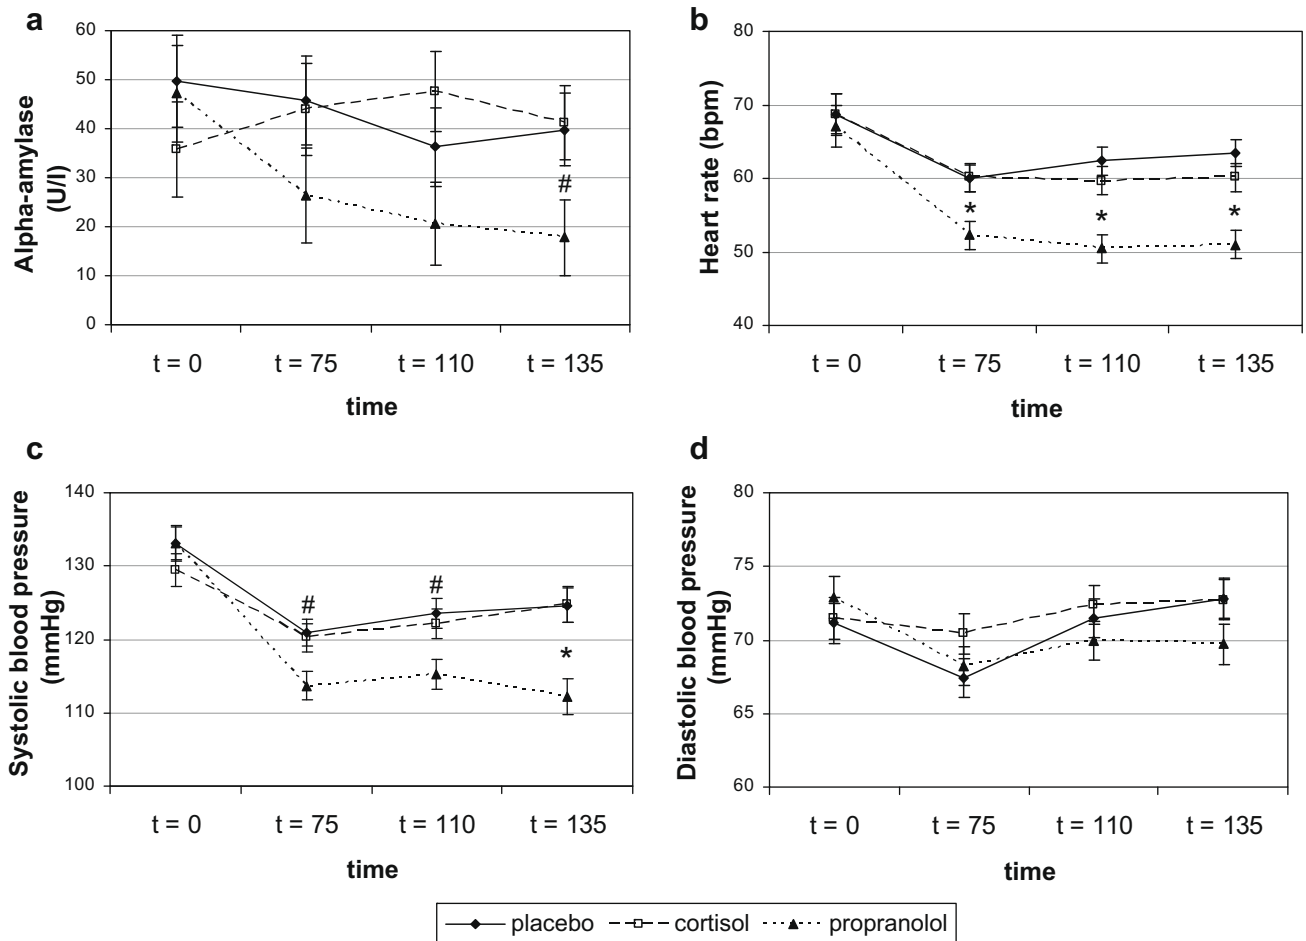 a
60
50
40
30
20
10
0
Alpha-amylase
(U/l)
#
t = 0 t = 75 t = 110 t = 135
time
b
80
70
60
50
40
Heart rate (bpm)
* * *
t = 0 t = 75 t = 110 t = 135
time
c
140
130
120
110
100
Systolic blood pressure
(mmHg)
# #
*
t = 0 t = 75 t = 110 t = 135
time
d
80
75
70
65
60
Diastolic blood pressure
(mmHg)
t = 0 t = 75 t = 110 t = 135
time
placebo cortisol propranolol